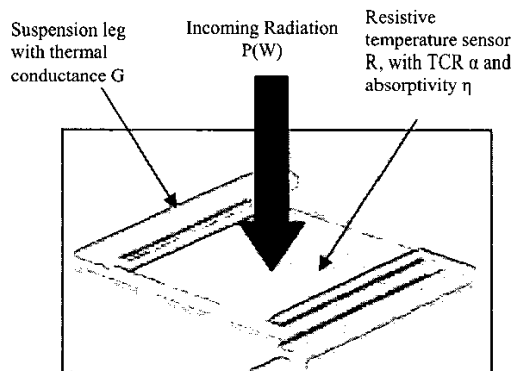 Suspension leg
with thermal
conductance G
Incoming Radiation
P(W)
Resistive
temperature sensor
R, with TCR α and
absorptivity η